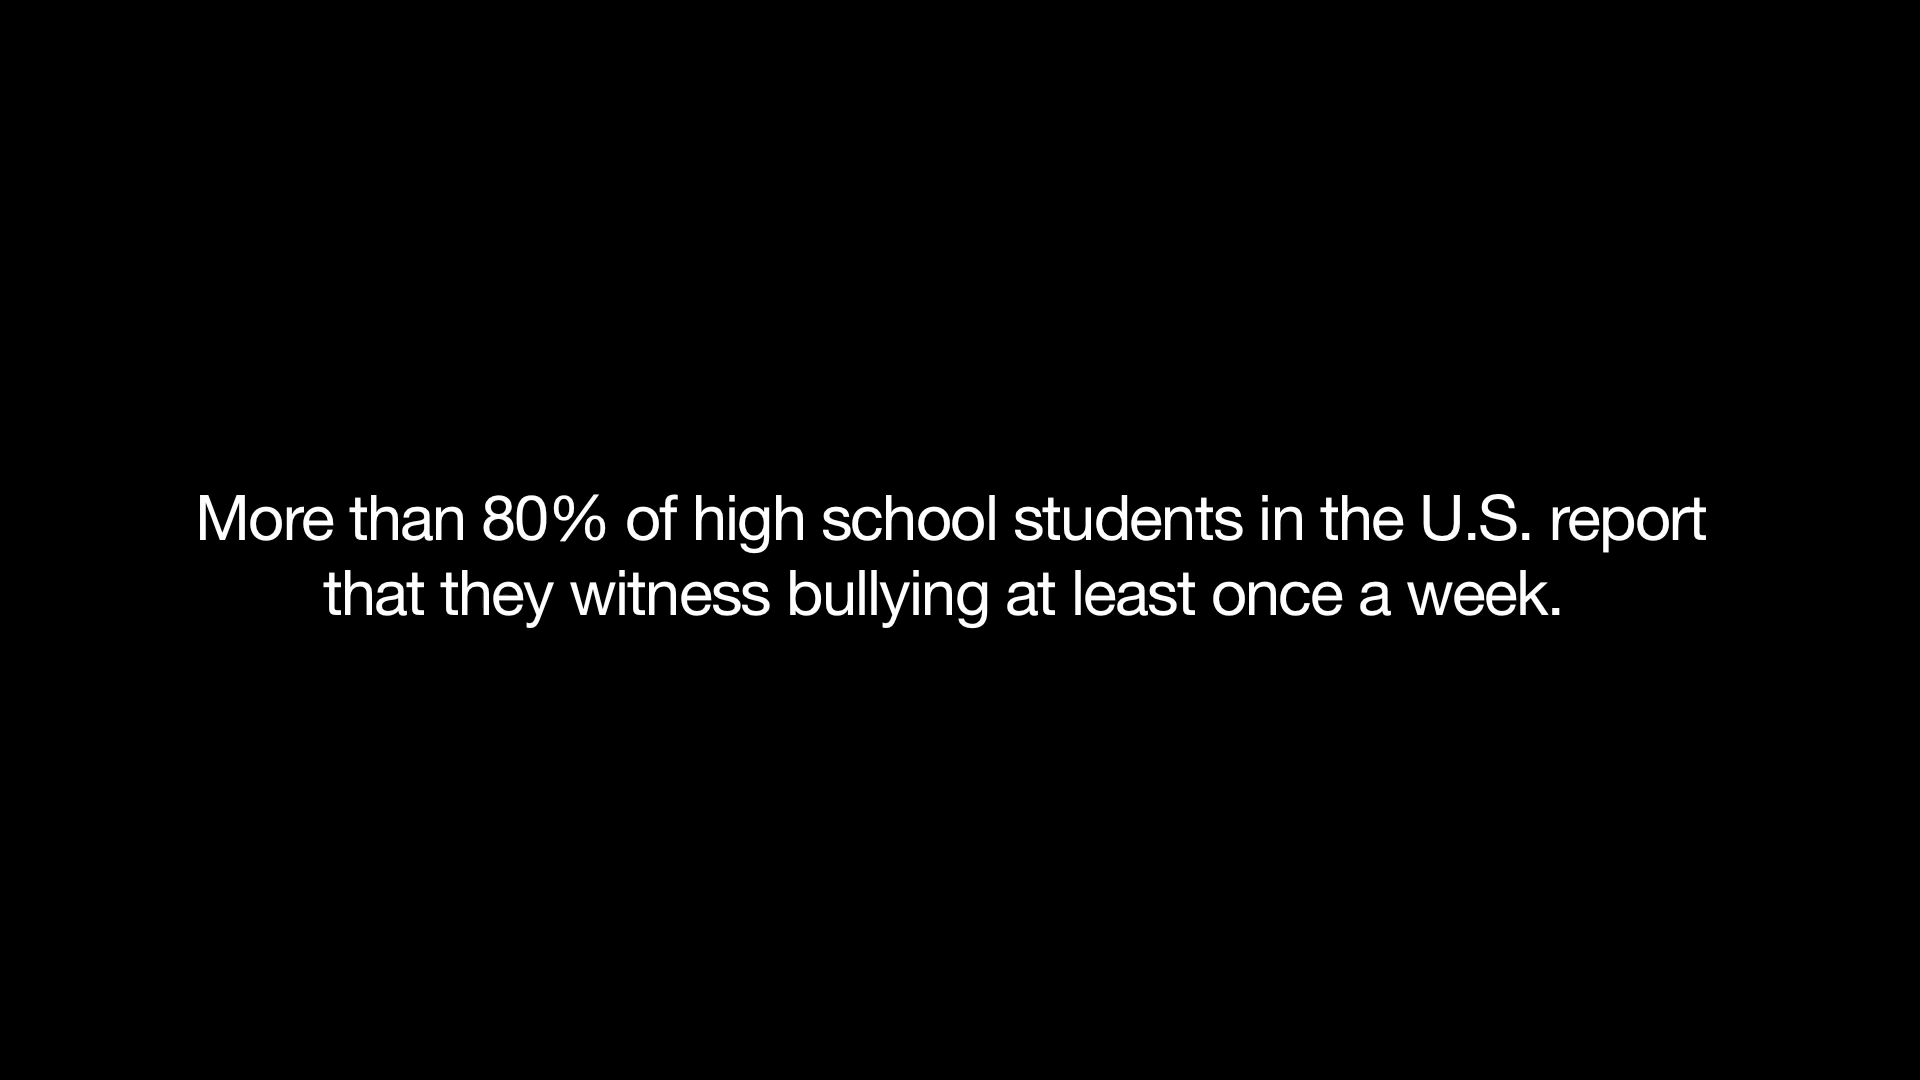 More than 80% of high school students in the U.S. report
that they witness bullying at least once a week.